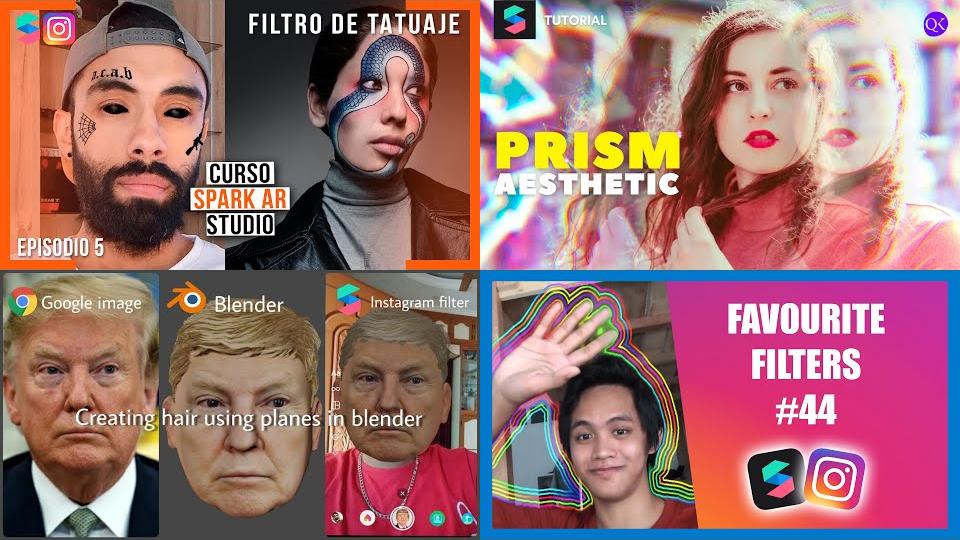 FILTRO DE TATUAJE
a.c.a.b
CURSO
SPARK AR
STUDIO
EPISODIO 5
TUTORIAL
QK
PRISM
AESTHETIC
Google image
Blender
Instagram filter
Creating hair using planes in blender
FAVOURITE
FILTERS
#44